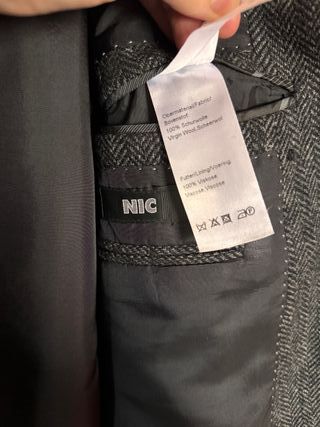 Obermaterial/Fabric/
Bovenstof:
100% Schurwolle
Virgin Wool,Scheerwol
Futter/Lining/Voering:
100% Viskose
Viscose,Viscose
NIC